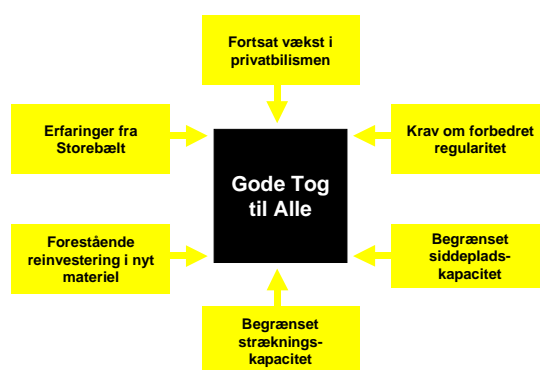 Fortsat vækst i
privatbilismen
Erfaringer fra
Storebælt
Krav om forbedret
regularitet
Gode Tog
til Alle
Forestående
reinvestering i nyt
materiel
Begrænset
siddeplads-
kapacitet
Begrænset
stræknings-
kapacitet